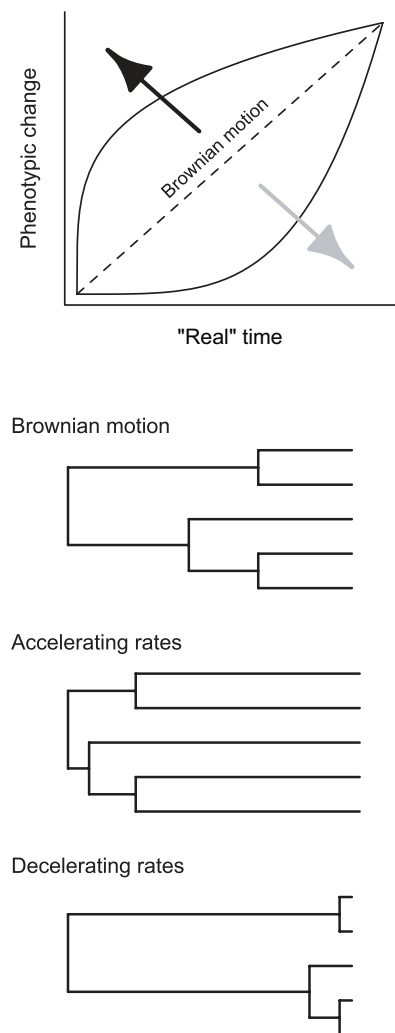 Phenotypic change
Brownian motion
"Real" time
Brownian motion
Accelerating rates
Decelerating rates